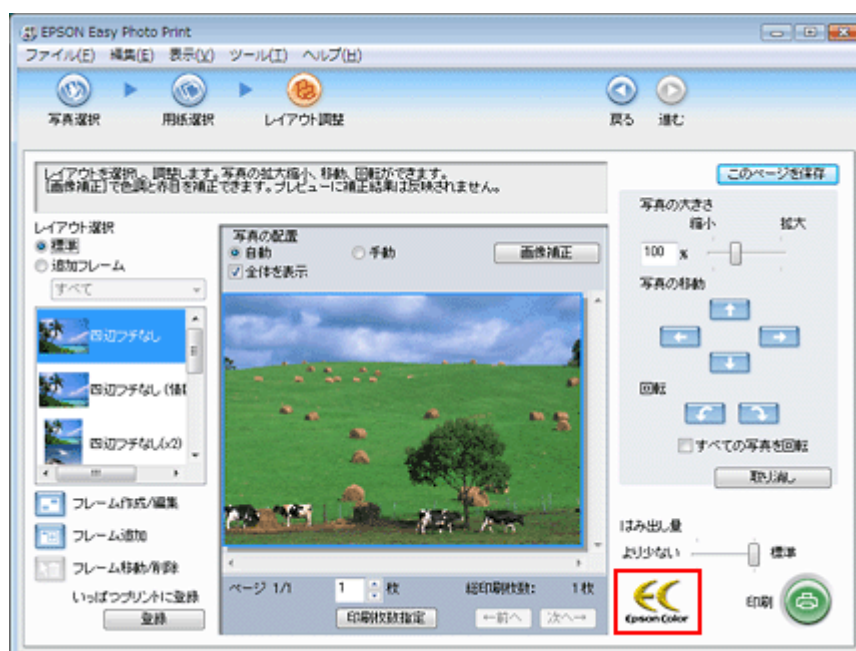 EPSON Easy Photo Print
ファイル(F) 編集(E) 表示(V) ツール(T) ヘルプ(H)
写真選択 用紙選択 レイアウト調整 戻る 進む
レイアウトを選択し、調整します。写真の拡大縮小、移動、回転ができます。
[画像補正]で色調と赤目を補正できます。プレビューに補正結果は反映されません。
このページを保存
レイアウト選択
標準
追加フレーム
すべて
四辺フチなし
四辺フチなし (情報
四辺フチなし(x2)
フレーム作成/編集
フレーム追加
フレーム移動/削除
いっぱつプリントに登録
登録
写真の配置
自動 手動 画像補正
全体を表示
ページ 1/1 1 枚 総印刷枚数: 1 枚
印刷枚数指定 ←前へ 次へ→
写真の大きさ
縮小 拡大
100 %
写真の移動
回転
すべての写真を回転
取り消し
はみ出し量
より少ない 標準
Epson Color
印刷